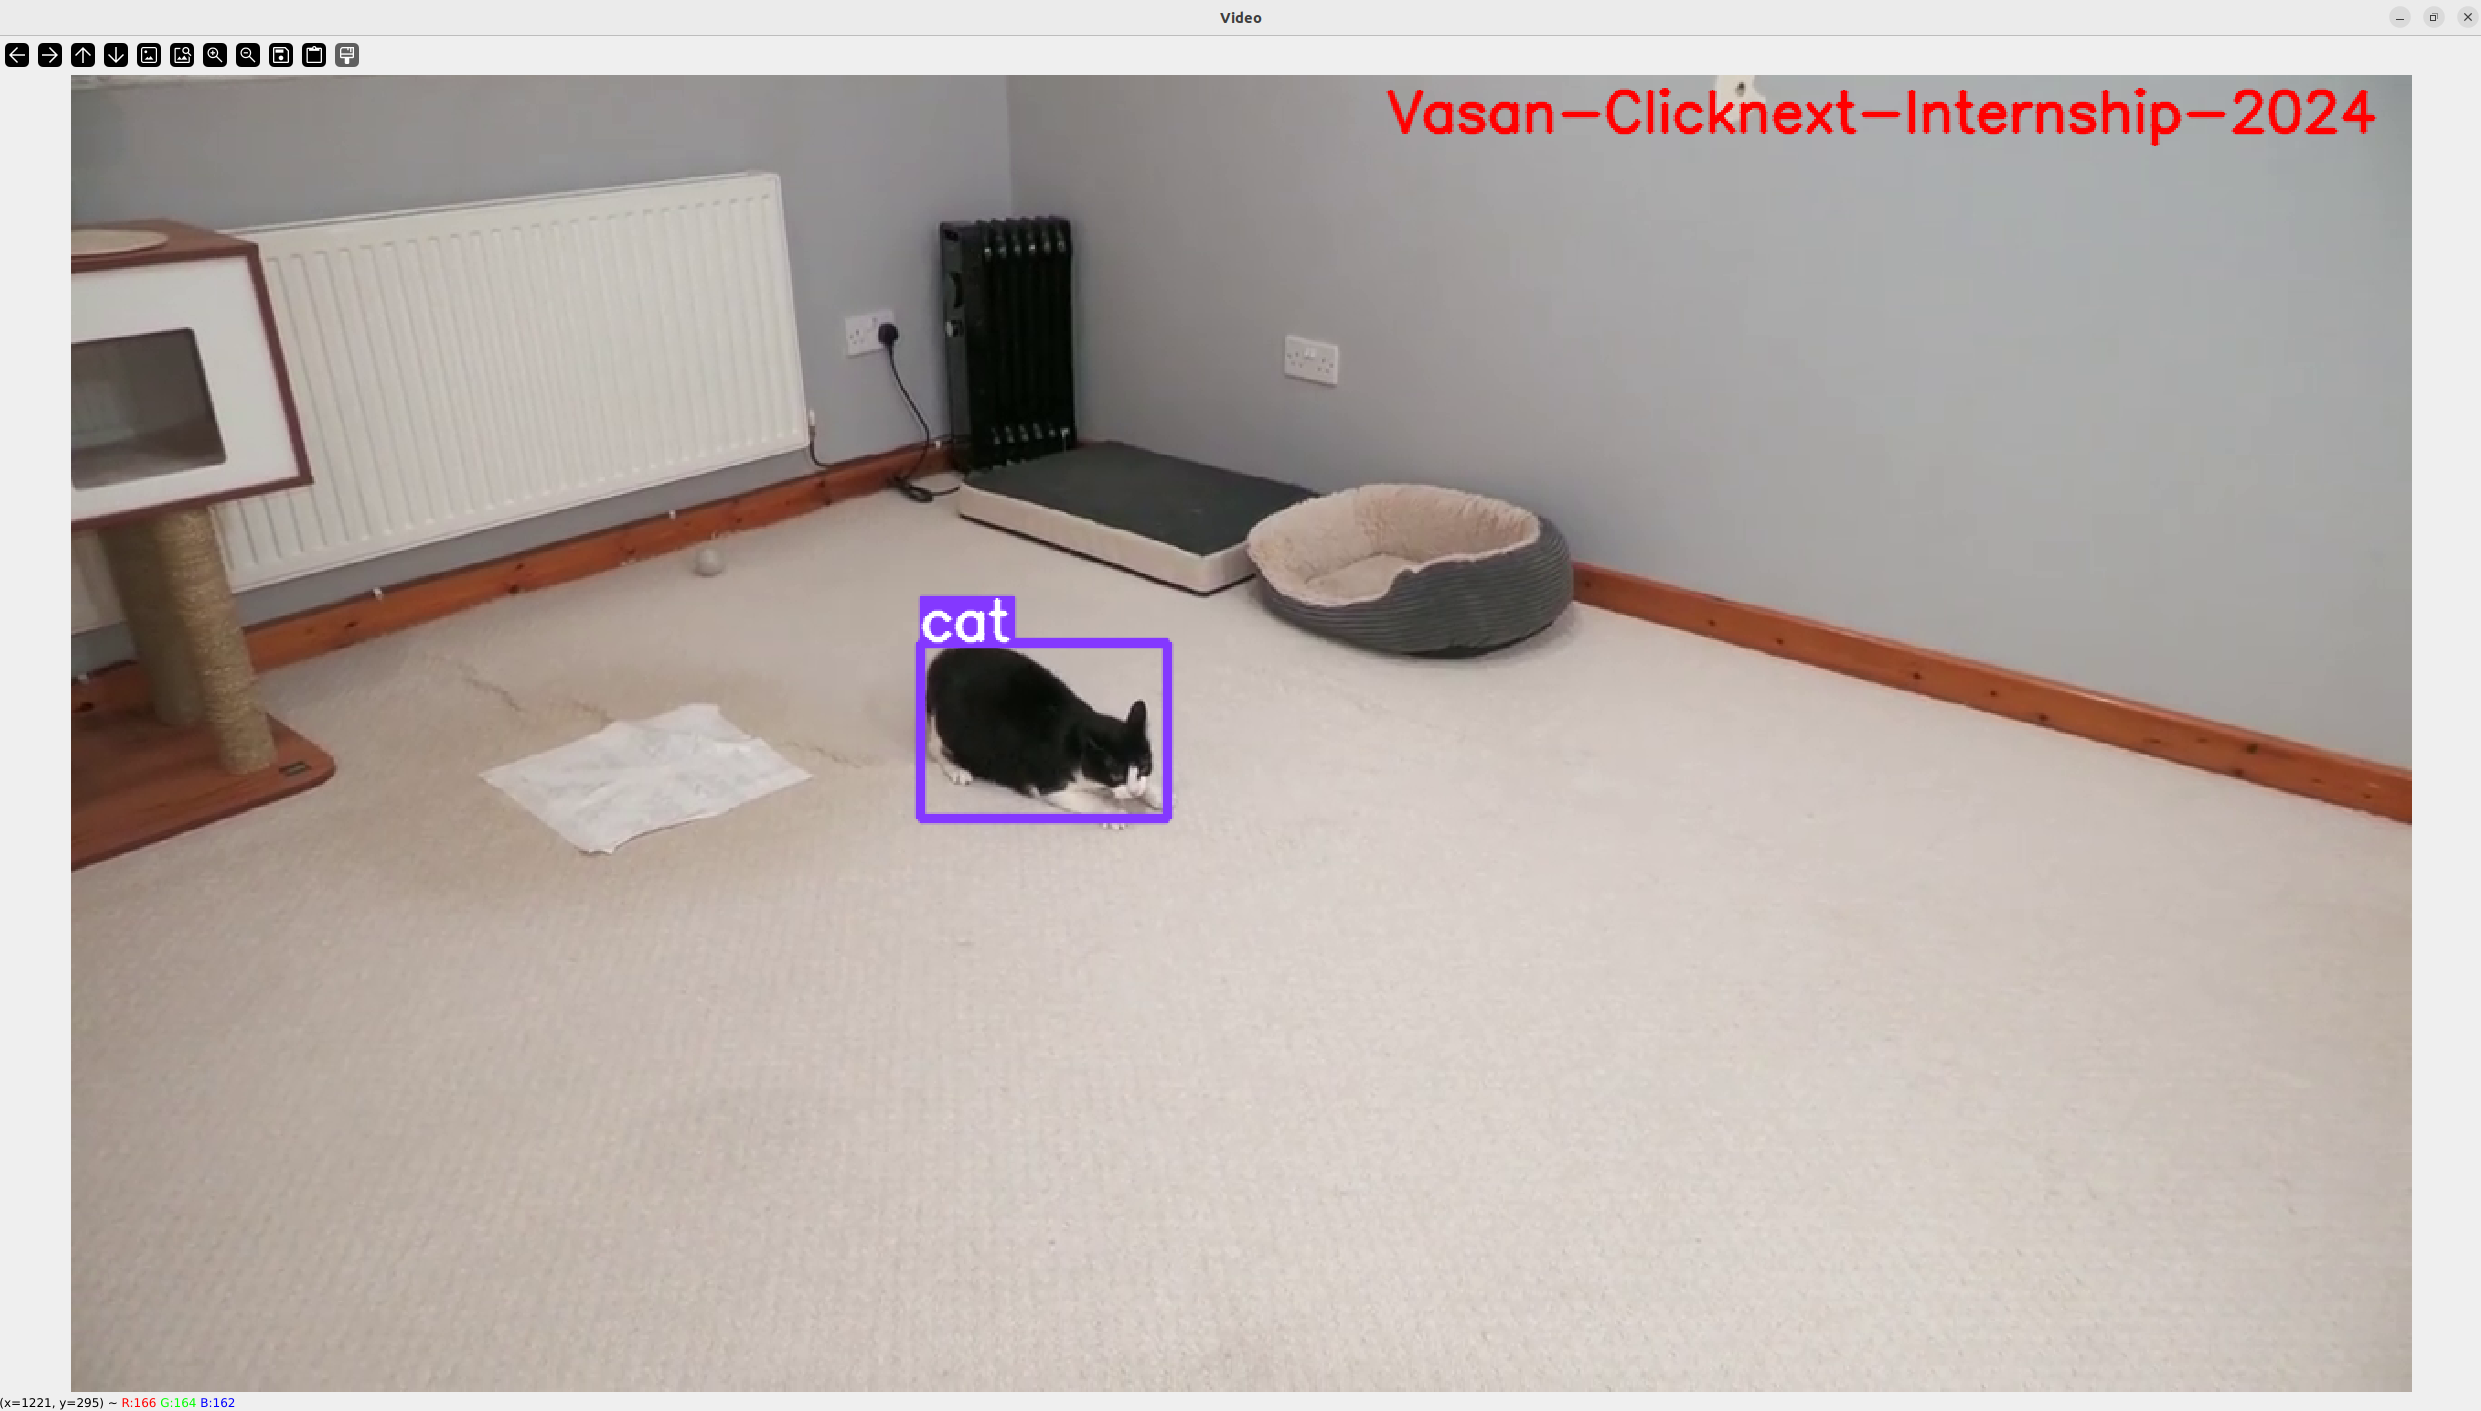 Video
Vasan-Clicknext-Internship-2024
cat
(x=1221, y=295) ~ R:166 G:164 B:162